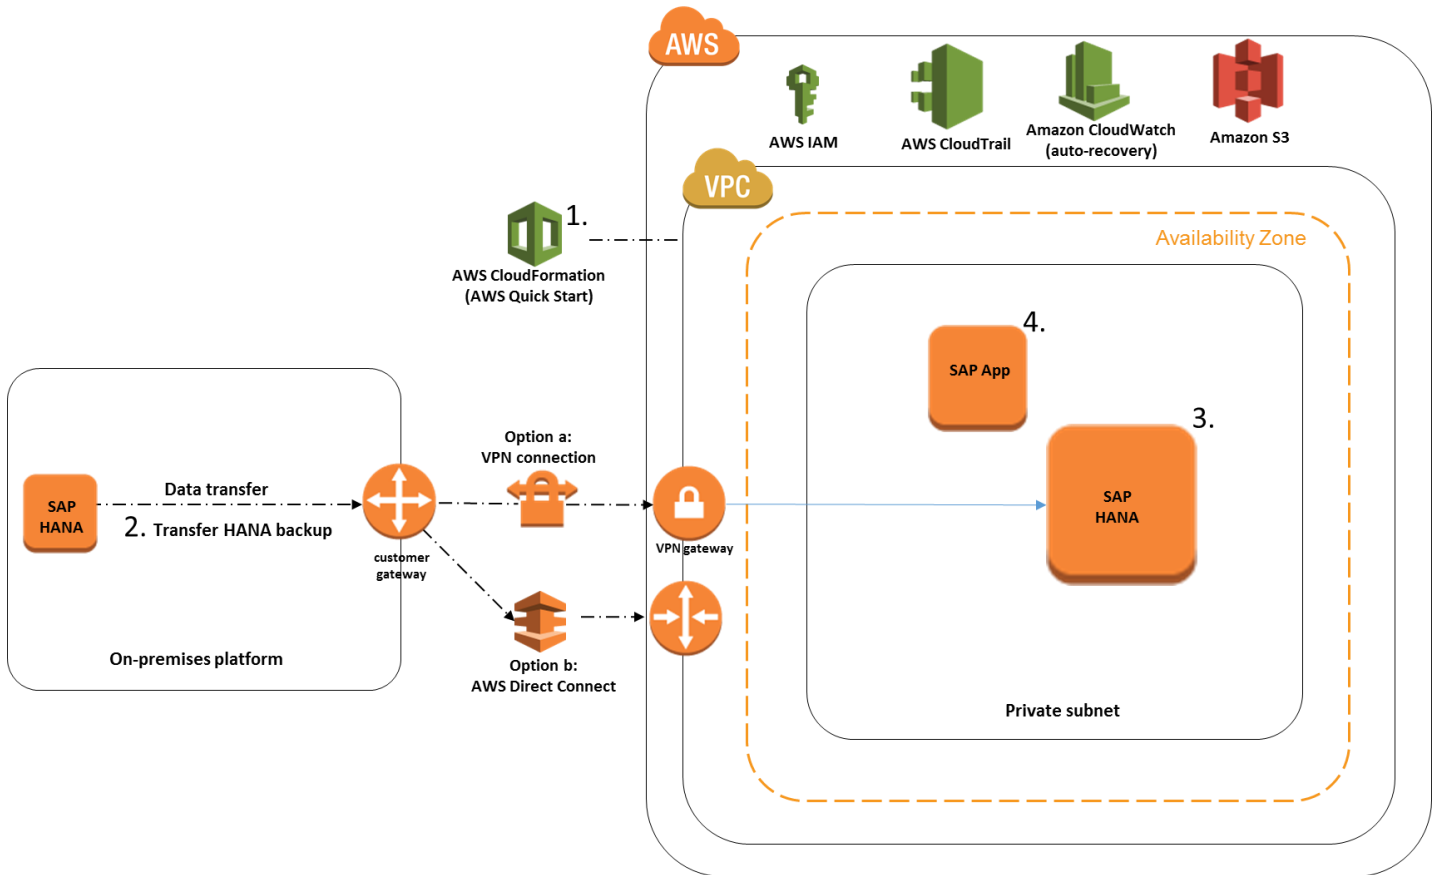 AWS
AWS IAM
AWS CloudTrail
Amazon CloudWatch
(auto-recovery)
Amazon S3
VPC
1.
AWS CloudFormation
(AWS Quick Start)
Availability Zone
4.
SAP App
3.
SAP
HANA
Option a:
VPN connection
SAP
HANA
Data transfer
2. Transfer HANA backup
customer
gateway
VPN gateway
On-premises platform
Option b:
AWS Direct Connect
Private subnet